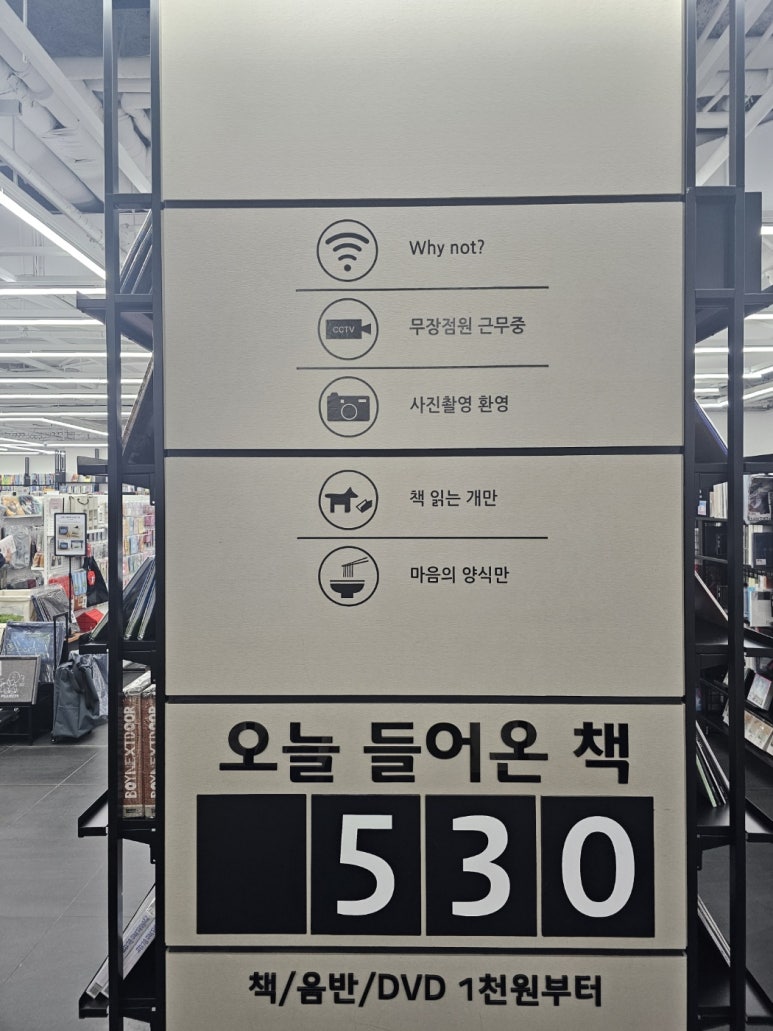 Why not?
CCTV
무장점원 근무중
사진촬영 환영
책 읽는 개만
마음의 양식만
오늘 들어온 책
530
책/음반/DVD 1천원부터
BOYNEXTDOOR
BOYNEXTDOOR